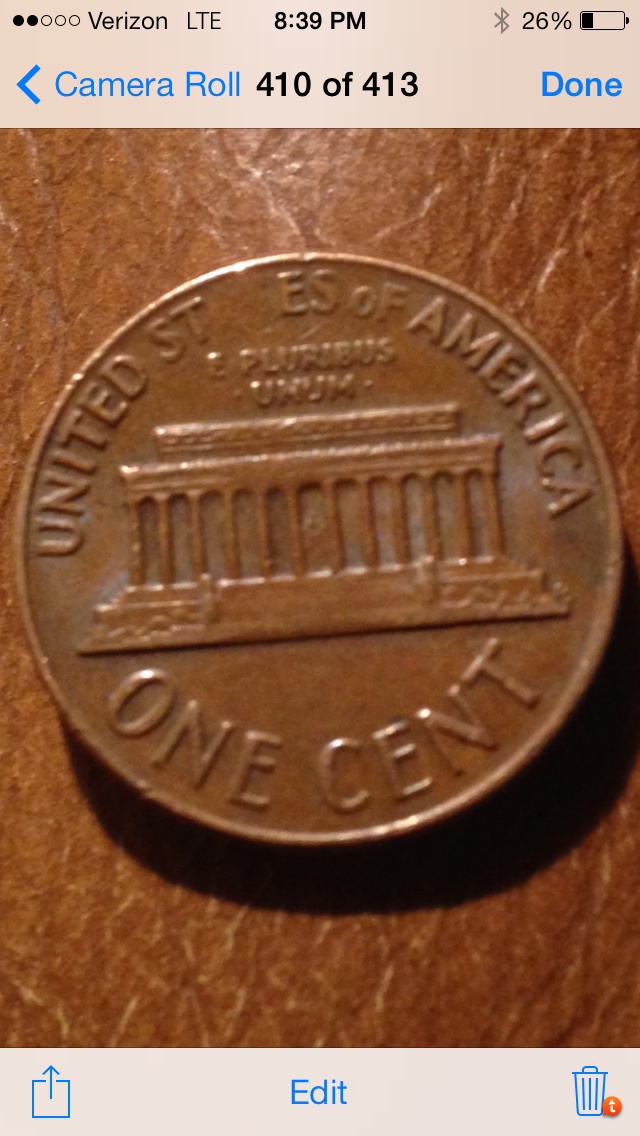 Verizon LTE 8:39 PM 26%
Camera Roll 410 of 413 Done
UNITED ST ES OF AMERICA
E PLURIBUS
·UNUM·
ONE CENT
Edit
t